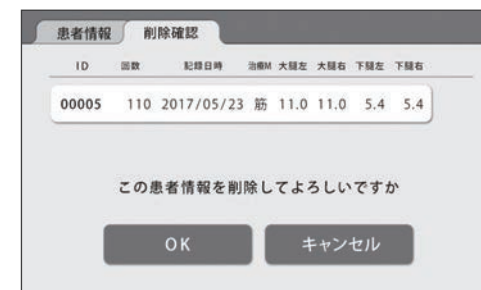 患者情報 削除確認
ID 回数 記録日時 治療M 大腿左 大腿右 下腿左 下腿右
00005 110 2017/05/23 筋 11.0 11.0 5.4 5.4
この患者情報を削除してよろしいですか
OK キャンセル